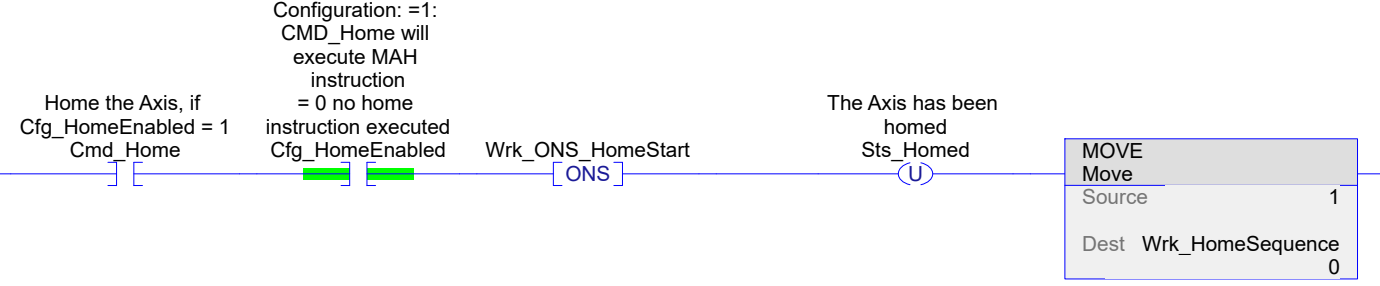 Configuration: =1:
CMD_Home will
execute MAH
instruction
= 0 no home
instruction executed
Cfg_HomeEnabled
Home the Axis, if
Cfg_HomeEnabled = 1
Cmd_Home
Wrk_ONS_HomeStart
ONS
The Axis has been
homed
Sts_Homed
U
MOVE
Move
Source 1
Dest Wrk_HomeSequence
0